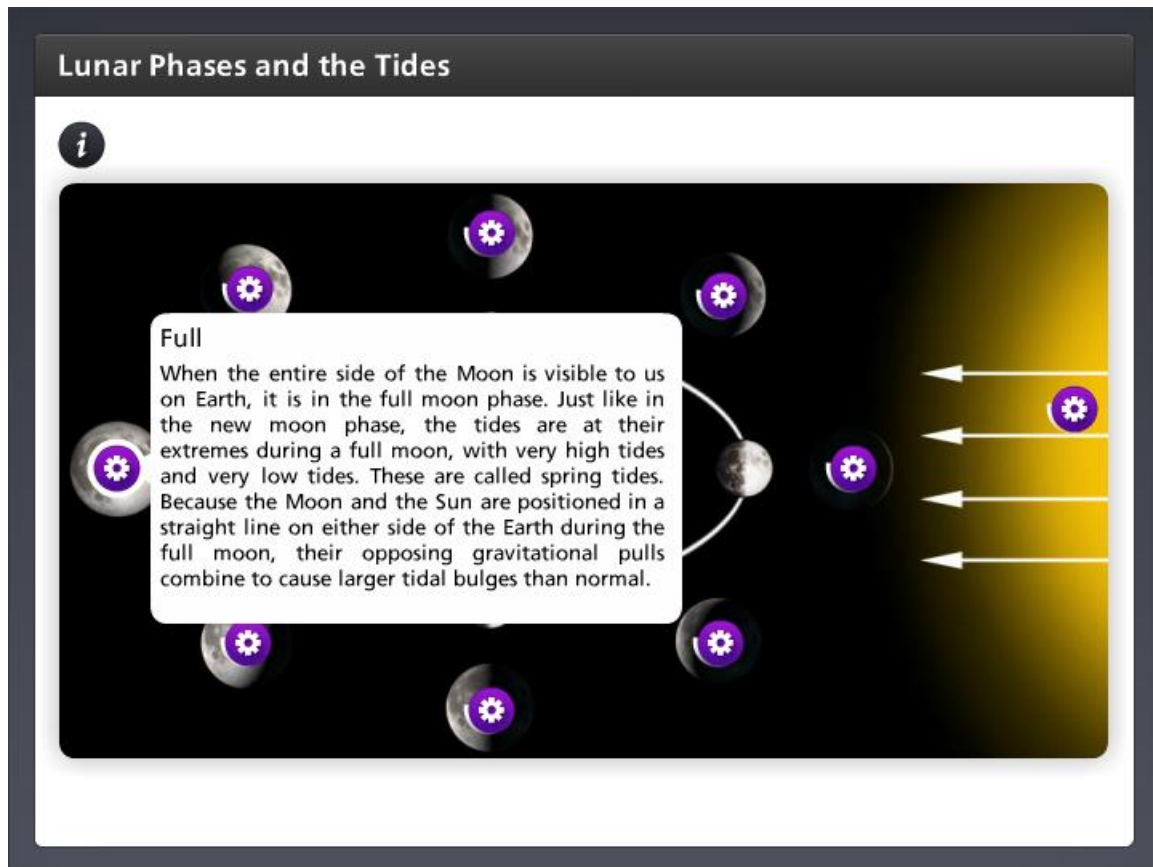 Lunar Phases and the Tides
i
Full
When the entire side of the Moon is visible to us
on Earth, it is in the full moon phase. Just like in
the new moon phase, the tides are at their
extremes during a full moon, with very high tides
and very low tides. These are called spring tides.
Because the Moon and the Sun are positioned in a
straight line on either side of the Earth during the
full moon, their opposing gravitational pulls
combine to cause larger tidal bulges than normal.